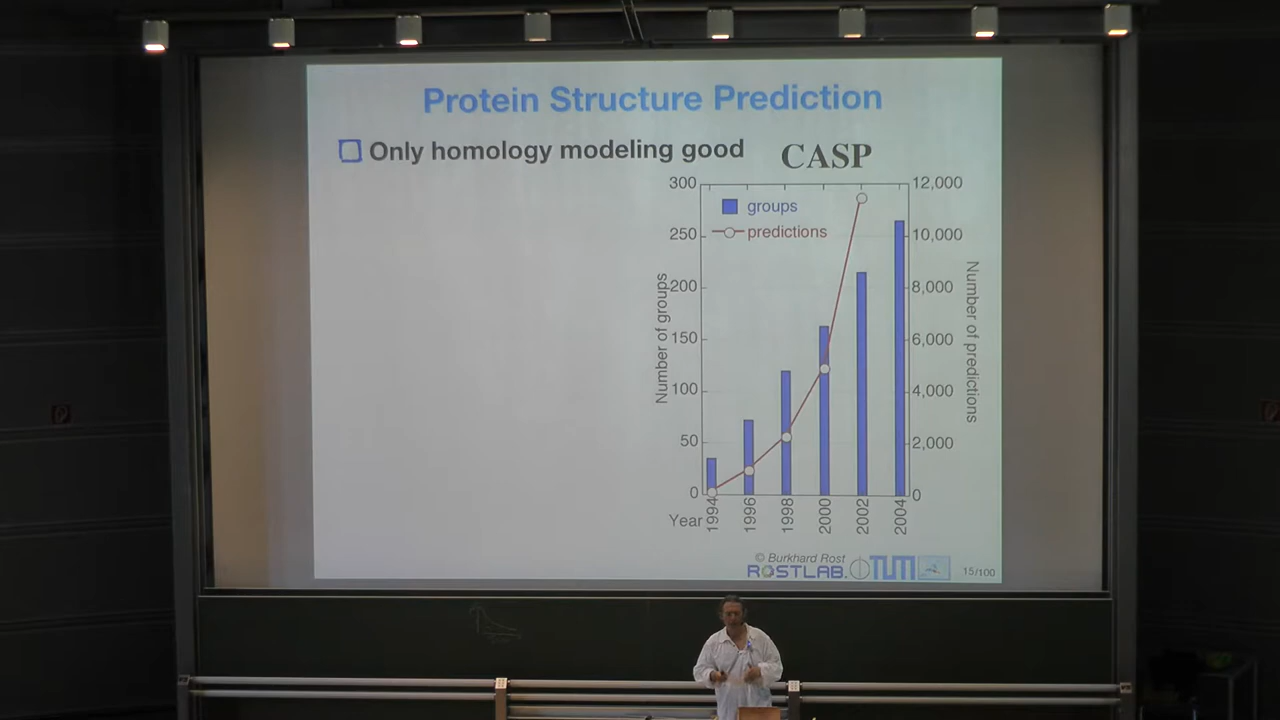 Protein Structure Prediction
Only homology modeling good
CASP
300
250
200
150
100
50
0
Number of groups
groups
predictions
12,000
10,000
8,000
6,000
4,000
2,000
0
Number of predictions
Year
1994
1996
1998
2000
2002
2004
© Burkhard Rost
ROSTLAB.
TUM
15/100